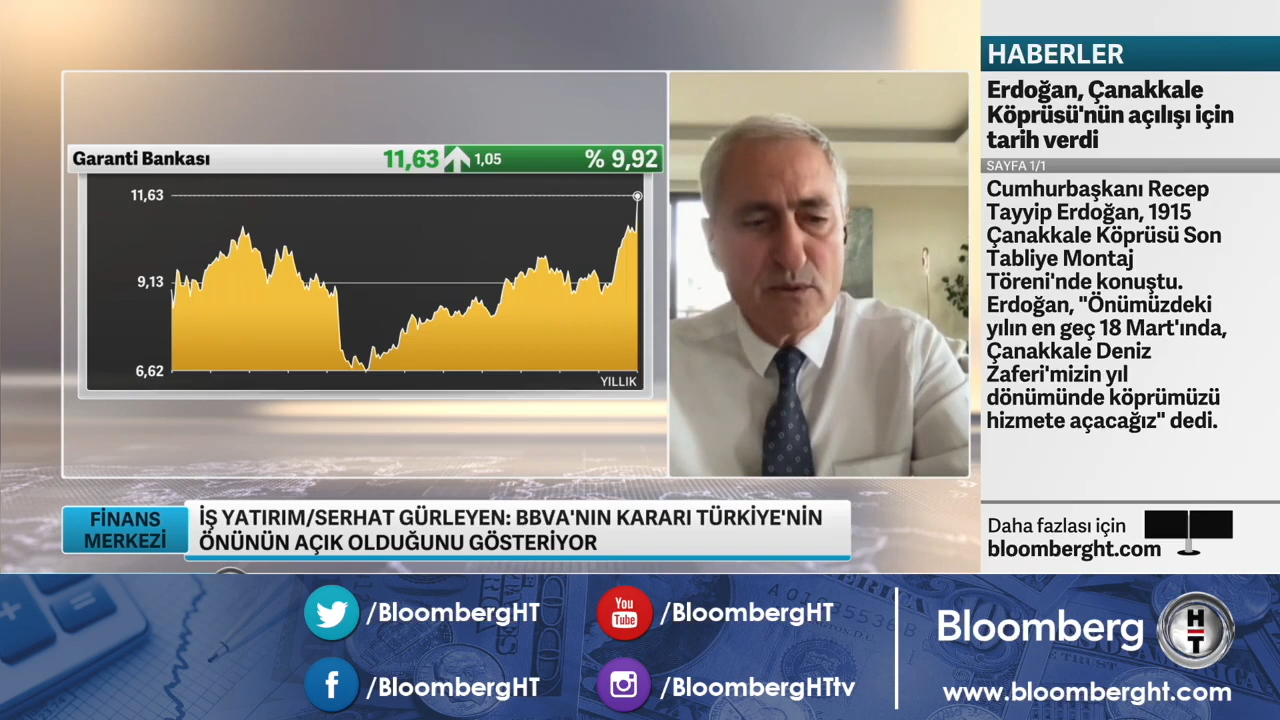 Garanti Bankası 11,63 1,05 % 9,92
11,63
9,13
6,62
YILLIK
HABERLER
Erdoğan, Çanakkale
Köprüsü'nün açılışı için
tarih verdi
SAYFA 1/1
Cumhurbaşkanı Recep
Tayyip Erdoğan, 1915
Çanakkale Köprüsü Son
Tabliye Montaj
Töreni'nde konuştu.
Erdoğan, "Önümüzdeki
yılın en geç 18 Mart'ında,
Çanakkale Deniz
Zaferi'mizin yıl
dönümünde köprümüzü
hizmete açacağız" dedi.
Daha fazlası için
bloomberght.com
FİNANS
MERKEZİ
İŞ YATIRIM/SERHAT GÜRLEYEN: BBVA'NIN KARARI TÜRKİYE'NİN
ÖNÜNÜN AÇIK OLDUĞUNU GÖSTERİYOR
/BloombergHT
You
Tube
/BloombergHT
f
/BloombergHT
/BloombergHTtv
Bloomberg
H
T
www.bloomberght.com